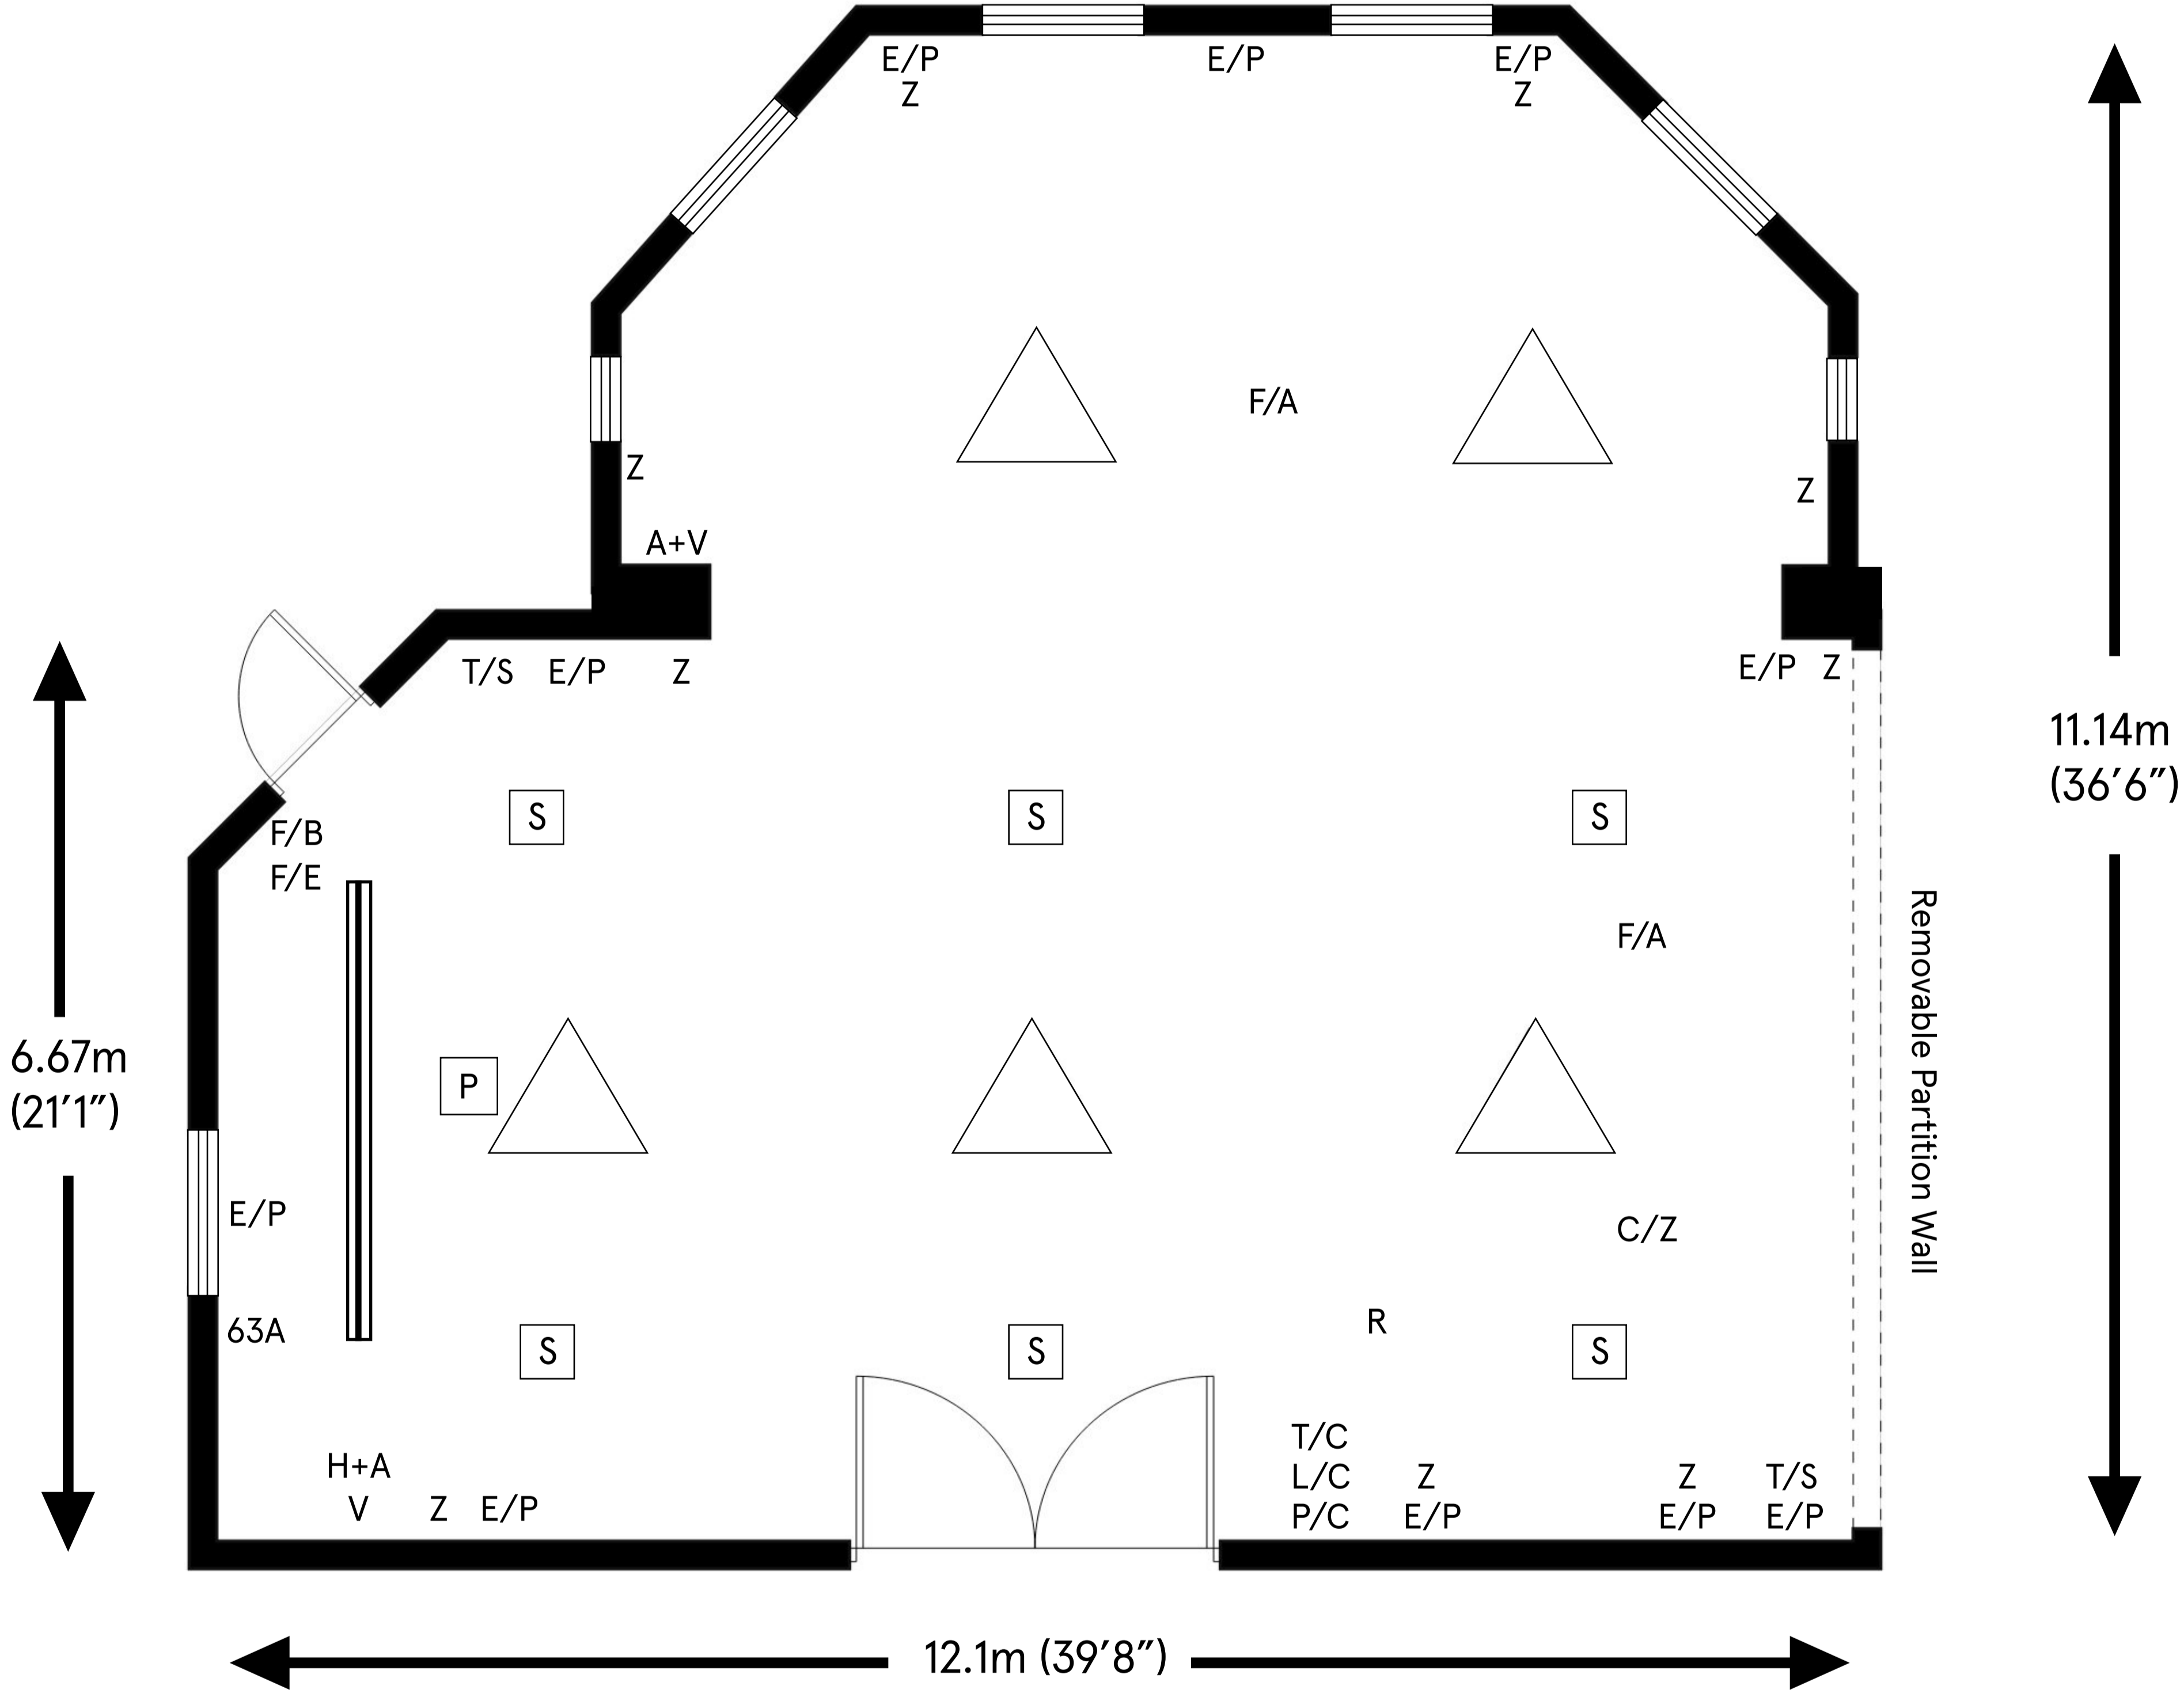 E/P
E/P
E/P
Z
Z
F/A
Z
Z
A+V
T/S
E/P
Z
E/P
Z
11.14m
(36′6″)
S
S
S
F/B
F/E
F/A
Removable Partition Wall
6.67m
(21′1″)
P
E/P
C/Z
63A
R
S
S
S
H+A
V
Z
E/P
T/C
L/C
P/C
Z
E/P
Z
E/P
T/S
E/P
12.1m (39′8″)